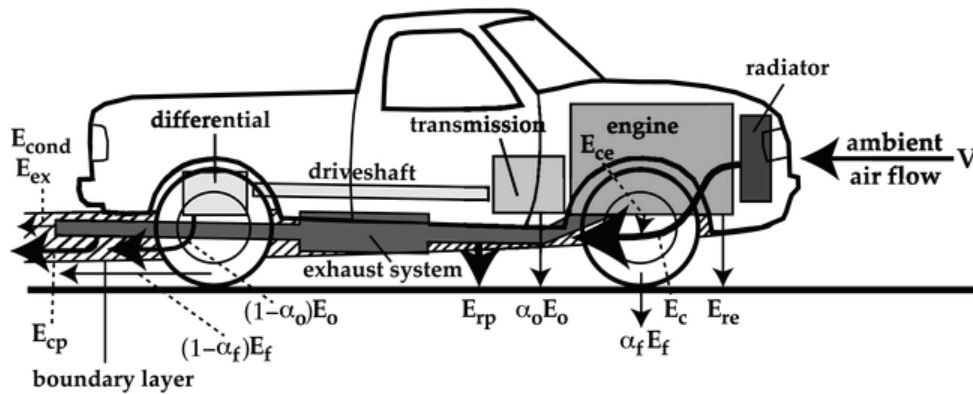 radiator
differential
transmission
engine
E_cond
E_ex
E_ce
ambient
air flow
V
driveshaft
exhaust system
(1–α_o)E_o
E_rp
α_oE_o
E_c
E_re
E_cp
(1–α_f)E_f
α_fE_f
boundary layer